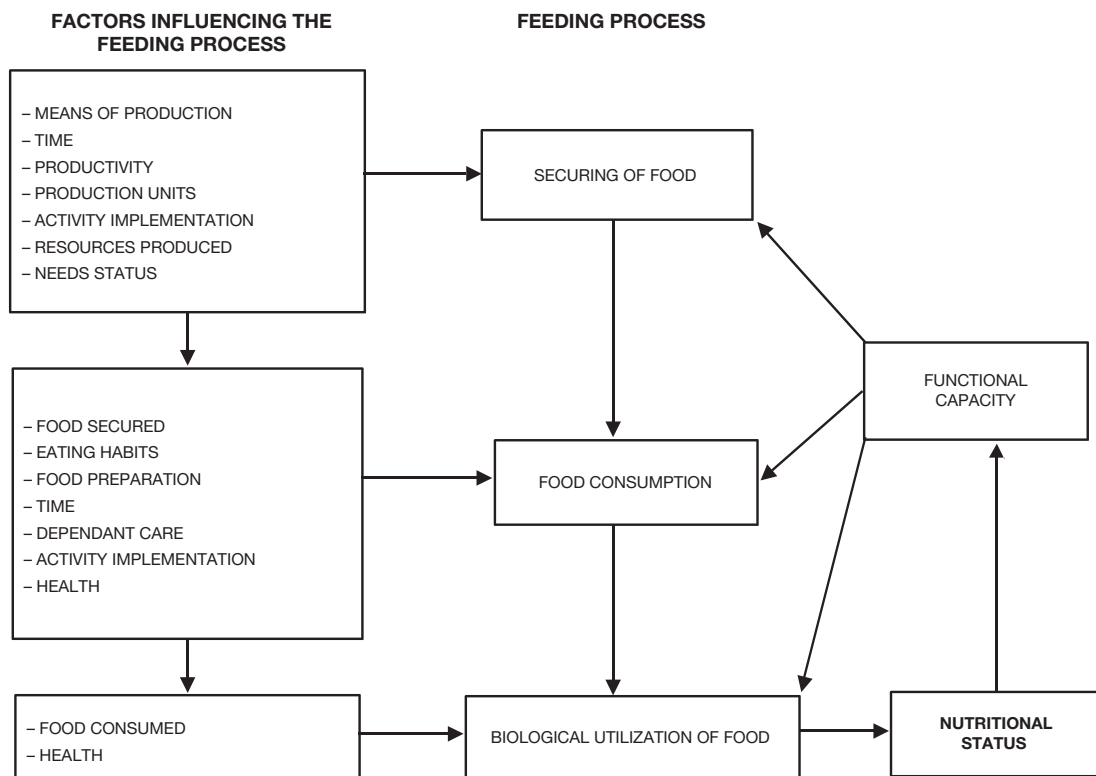 FACTORS INFLUENCING THE
FEEDING PROCESS
FEEDING PROCESS
– MEANS OF PRODUCTION
– TIME
– PRODUCTIVITY
– PRODUCTION UNITS
– ACTIVITY IMPLEMENTATION
– RESOURCES PRODUCED
– NEEDS STATUS
SECURING OF FOOD
– FOOD SECURED
– EATING HABITS
– FOOD PREPARATION
– TIME
– DEPENDANT CARE
– ACTIVITY IMPLEMENTATION
– HEALTH
FOOD CONSUMPTION
FUNCTIONAL
CAPACITY
– FOOD CONSUMED
– HEALTH
BIOLOGICAL UTILIZATION OF FOOD
NUTRITIONAL
STATUS